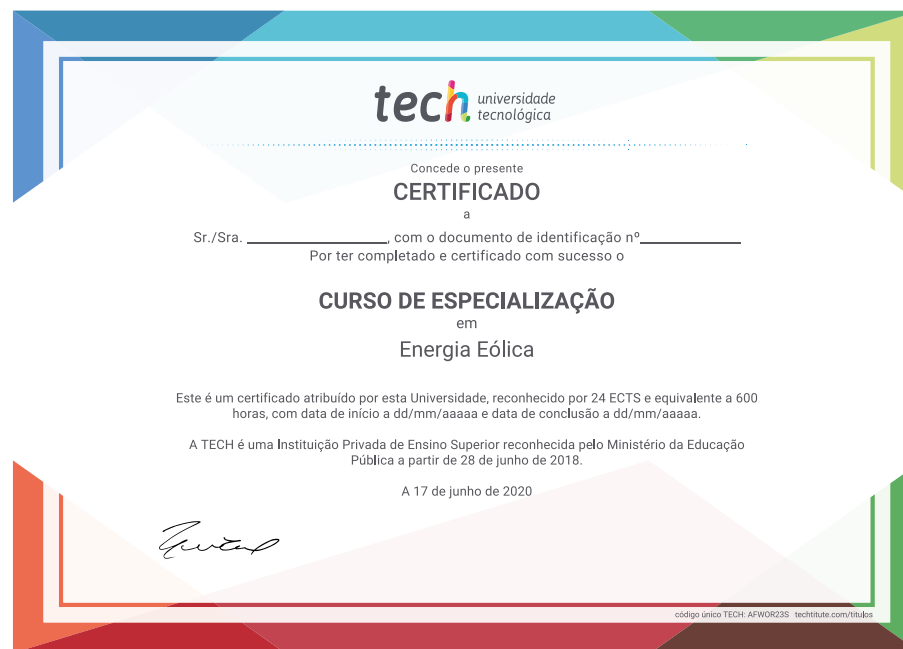 tech universidade
tecnológica
Concede o presente
CERTIFICADO
a
Sr./Sra. ________________, com o documento de identificação nº____________
Por ter completado e certificado com sucesso o
CURSO DE ESPECIALIZAÇÃO
em
Energia Eólica
Este é um certificado atribuído por esta Universidade, reconhecido por 24 ECTS e equivalente a 600
horas, com data de início a dd/mm/aaaaa e data de conclusão a dd/mm/aaaaa.
A TECH é uma Instituição Privada de Ensino Superior reconhecida pelo Ministério da Educação
Pública a partir de 28 de junho de 2018.
A 17 de junho de 2020
código único TECH: AFWOR23S techtitute.com/titulos